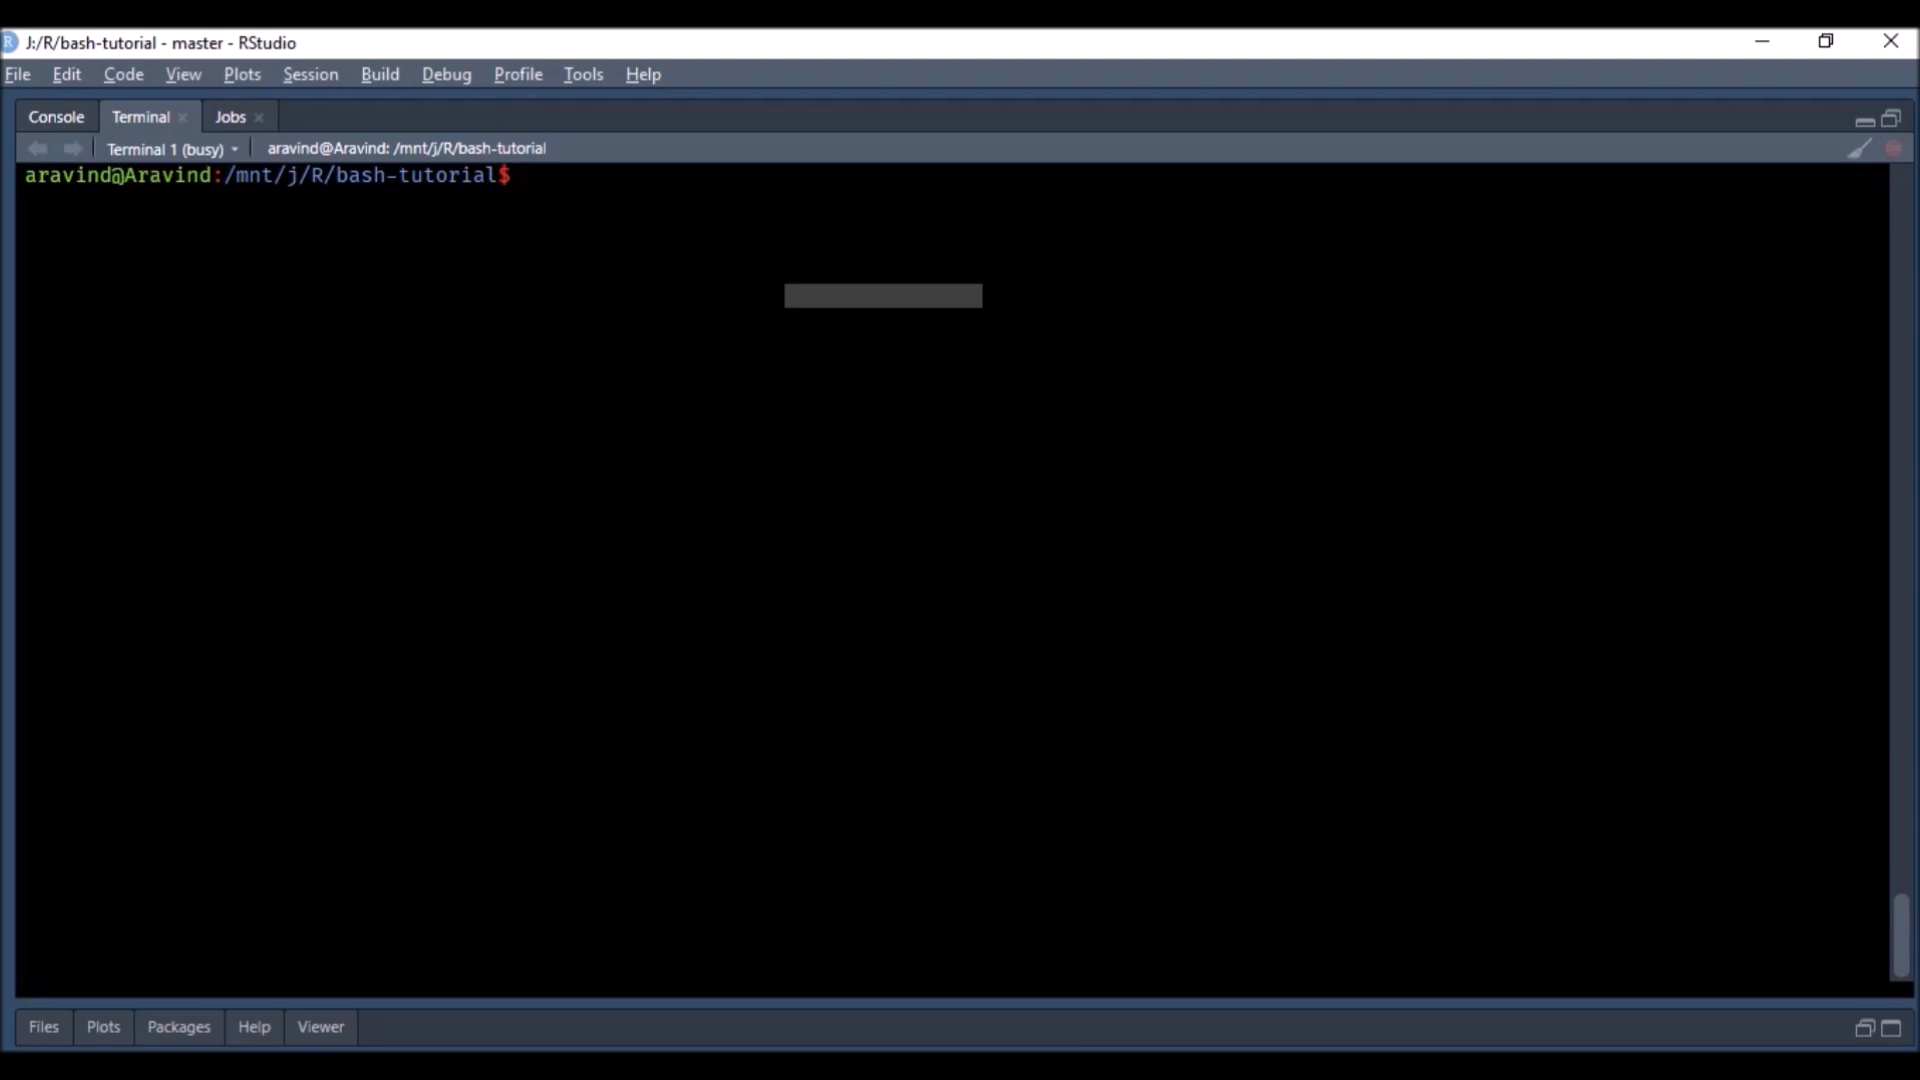 J:/R/bash-tutorial - master - RStudio
File Edit Code View Plots Session Build Debug Profile Tools Help
Console Terminal Jobs
Terminal 1 (busy) aravind@Aravind: /mnt/j/R/bash-tutorial
aravind@Aravind:/mnt/j/R/bash-tutorial$
Files Plots Packages Help Viewer